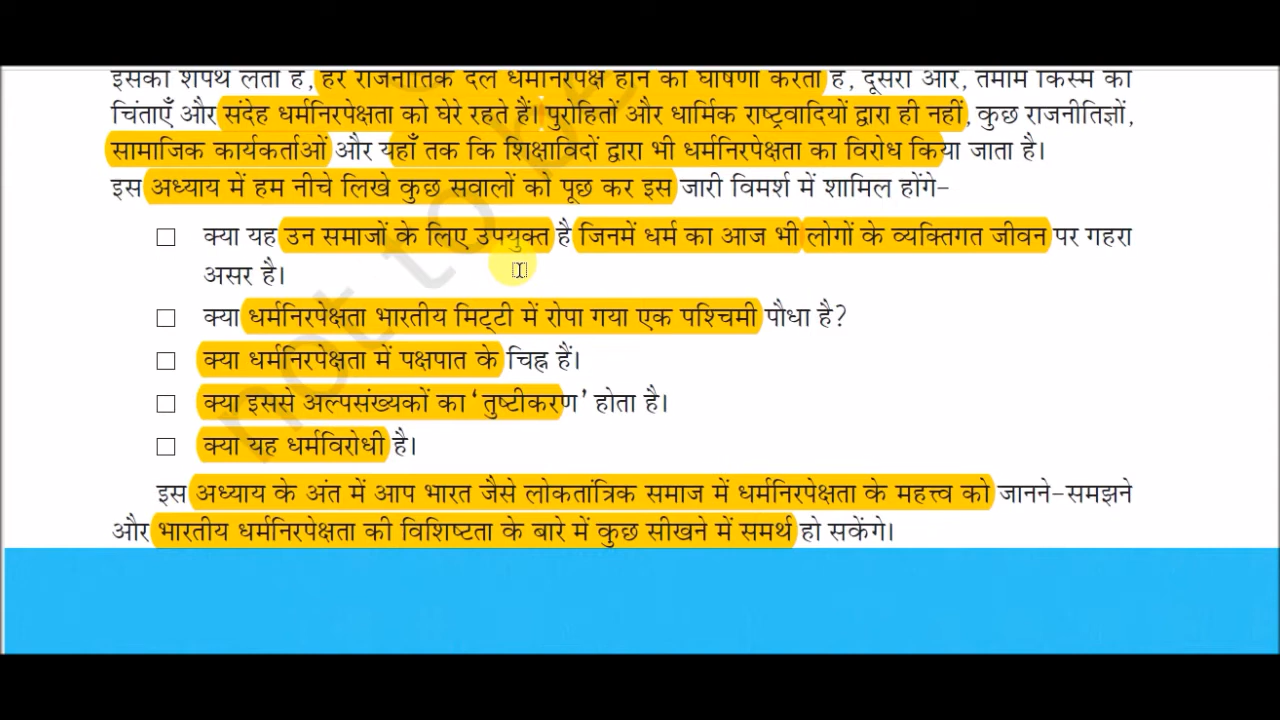 इसकी शपथ लेता है, हर राजनीतिक दल धर्मनिरपेक्ष होने की घोषणा करता है, दूसरी ओर, तमाम किस्म की
चिंताएँ और संदेह धर्मनिरपेक्षता को घेरे रहते हैं। पुरोहितों और धार्मिक राष्ट्रवादियों द्वारा ही नहीं, कुछ राजनीतिज्ञों,
सामाजिक कार्यकर्ताओं और यहाँ तक कि शिक्षाविदों द्वारा भी धर्मनिरपेक्षता का विरोध किया जाता है।
इस अध्याय में हम नीचे लिखे कुछ सवालों को पूछ कर इस जारी विमर्श में शामिल होंगे–
□ क्या यह उन समाजों के लिए उपयुक्त है जिनमें धर्म का आज भी लोगों के व्यक्तिगत जीवन पर गहरा
असर है।
□ क्या धर्मनिरपेक्षता भारतीय मिट्टी में रोपा गया एक पश्चिमी पौधा है?
□ क्या धर्मनिरपेक्षता में पक्षपात के चिह्न हैं।
□ क्या इससे अल्पसंख्यकों का ‘तुष्टीकरण’ होता है।
□ क्या यह धर्मविरोधी है।
इस अध्याय के अंत में आप भारत जैसे लोकतांत्रिक समाज में धर्मनिरपेक्षता के महत्त्व को जानने–समझने
और भारतीय धर्मनिरपेक्षता की विशिष्टता के बारे में कुछ सीखने में समर्थ हो सकेंगे।
not to be